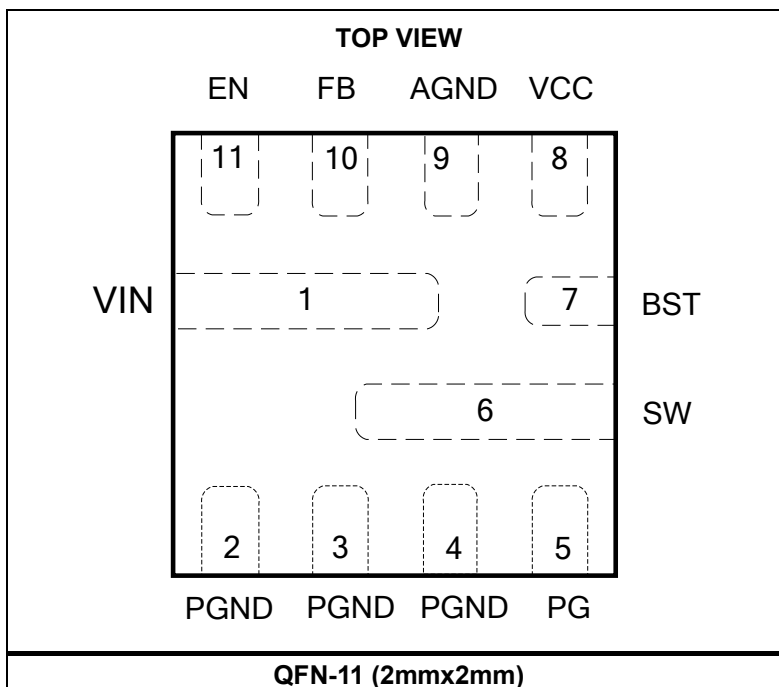 TOP VIEW
EN FB AGND VCC
11 10 9 8
VIN 1 7 BST
6 SW
2 3 4 5
PGND PGND PGND PG
QFN-11 (2mmx2mm)